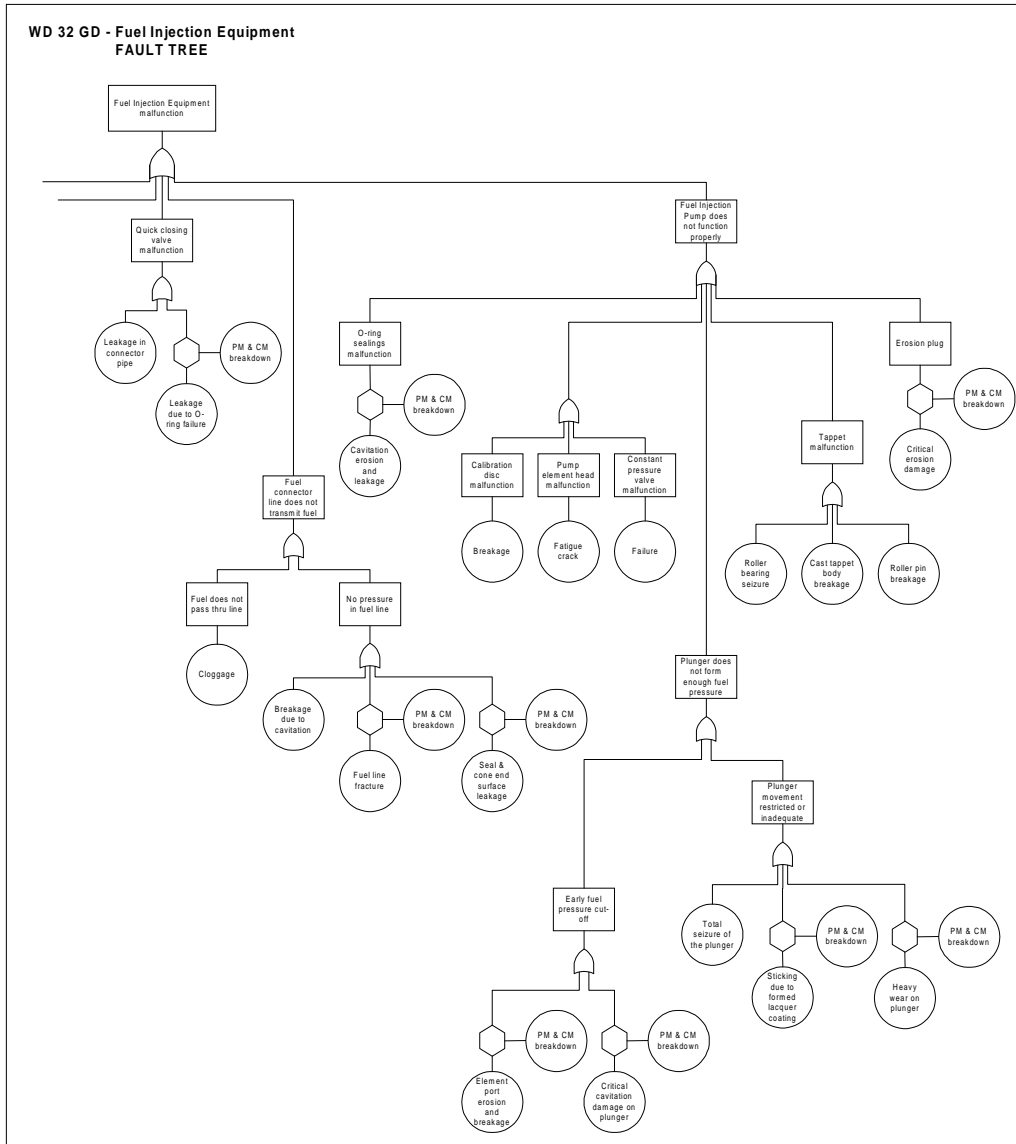 WD 32 GD - Fuel Injection Equipment
FAULT TREE
Fuel Injection Equipment
malfunction
Quick closing
valve
malfunction
Fuel Injection
Pump does
not function
properly
Leakage in
connector
pipe
PM & CM
breakdown
Leakage
due to O-
ring failure
O-ring
sealings
malfunction
PM & CM
breakdown
Cavitation
erosion
and
leakage
Erosion plug
PM & CM
breakdown
Critical
erosion
damage
Calibration
disc
malfunction
Pump
element head
malfunction
Constant
pressure
valve
malfunction
Breakage
Fatigue
crack
Failure
Tappet
malfunction
Roller
bearing
seizure
Cast tappet
body
breakage
Roller pin
breakage
Fuel
connector
line does not
transmit fuel
Fuel does not
pass thru line
No pressure
in fuel line
Cloggage
Breakage
due to
cavitation
PM & CM
breakdown
Fuel line
fracture
PM & CM
breakdown
Seal &
cone end
surface
leakage
Plunger does
not form
enough fuel
pressure
Plunger
movement
restricted or
inadequate
Early fuel
pressure cut-
off
Total
seizure of
the plunger
PM & CM
breakdown
Sticking
due to
formed
lacquer
coating
PM & CM
breakdown
Heavy
wear on
plunger
PM & CM
breakdown
Element
port
erosion
and
breakage
PM & CM
breakdown
Critical
cavitation
damage on
plunger